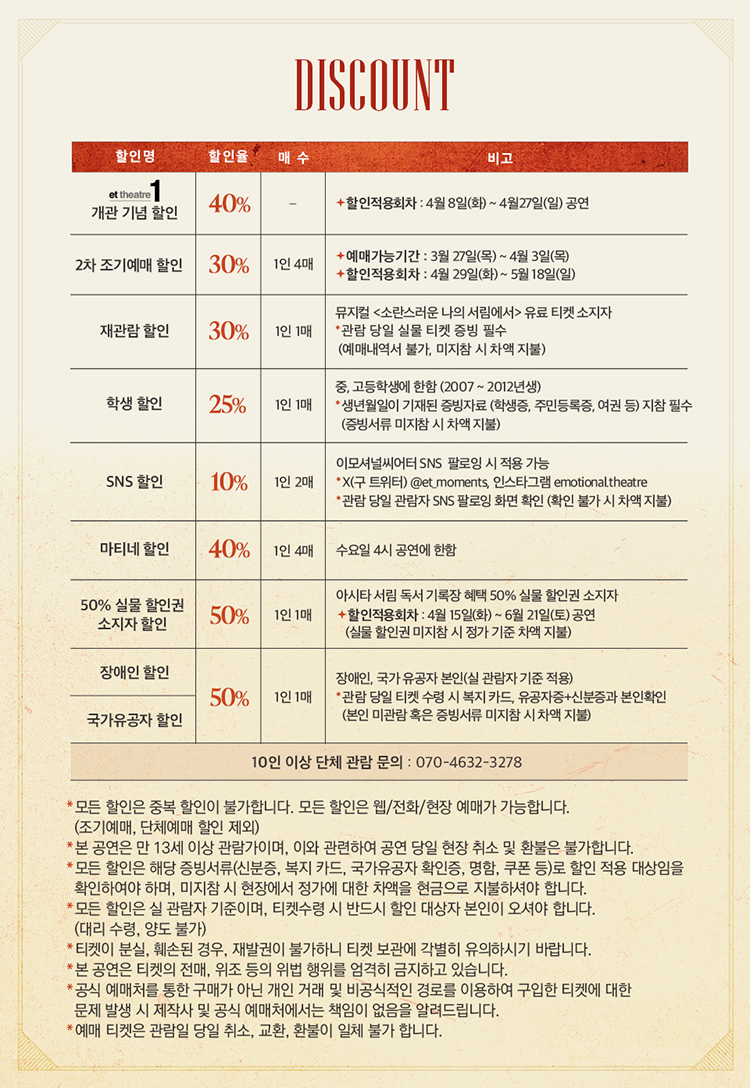 DISCOUNT
할인명 할인율 매 수 비고
et theatre 1
개관 기념 할인 40% – ✦할인적용회차 : 4월 8일(화) ~ 4월27일(일) 공연
2차 조기예매 할인 30% 1인 4매 ✦예매가능기간 : 3월 27일(목) ~ 4월 3일(목)
✦할인적용회차 : 4월 29일(화)~ 5월 18일(일)
재관람 할인 30% 1인 1매 뮤지컬 <소란스러운 나의 서림에서> 유료 티켓 소지자
*관람 당일 실물 티켓 증빙 필수
(예매내역서 불가, 미지참 시 차액 지불)
학생 할인 25% 1인 1매 중, 고등학생에 한함 (2007 ~ 2012년생)
*생년월일이 기재된 증빙자료 (학생증, 주민등록증, 여권 등) 지참 필수
(증빙서류 미지참 시 차액 지불)
SNS 할인 10% 1인 2매 이모셔널씨어터 SNS 팔로잉 시 적용 가능
*X(구 트위터) @et_moments, 인스타그램 emotional.theatre
*관람 당일 관람자 SNS 팔로잉 화면 확인 (확인 불가 시 차액 지불)
마티네 할인 40% 1인 4매 수요일 4시 공연에 한함
50% 실물 할인권
소지자 할인 50% 1인 1매 아시타 서림 독서 기록장 혜택 50% 실물 할인권 소지자
✦할인적용회차 : 4월 15일(화) ~ 6월 21일(토) 공연
(실물 할인권 미지참 시 정가 기준 차액 지불)
장애인 할인
국가유공자 할인 50% 1인 1매 장애인, 국가 유공자 본인(실 관람자 기준 적용)
*관람 당일 티켓 수령 시 복지 카드, 유공자증+신분증과 본인확인
(본인 미관람 혹은 증빙서류 미지참 시 차액 지불)
10인 이상 단체 관람 문의 : 070-4632-3278
*모든 할인은 중복 할인이 불가합니다. 모든 할인은 웹/전화/현장 예매가 가능합니다.
(조기예매, 단체예매 할인 제외)
*본 공연은 만 13세 이상 관람가이며, 이와 관련하여 공연 당일 현장 취소 및 환불은 불가합니다.
*모든 할인은 해당 증빙서류(신분증, 복지 카드, 국가유공자 확인증, 명함, 쿠폰 등)로 할인 적용 대상임을
확인하여야 하며, 미지참 시 현장에서 정가에 대한 차액을 현금으로 지불하셔야 합니다.
*모든 할인은 실 관람자 기준이며, 티켓수령 시 반드시 할인 대상자 본인이 오셔야 합니다.
(대리 수령, 양도 불가)
*티켓이 분실, 훼손된 경우, 재발권이 불가하니 티켓 보관에 각별히 유의하시기 바랍니다.
*본 공연은 티켓의 전매, 위조 등의 위법 행위를 엄격히 금지하고 있습니다.
*공식 예매처를 통한 구매가 아닌 개인 거래 및 비공식적인 경로를 이용하여 구입한 티켓에 대한
문제 발생 시 제작사 및 공식 예매처에서는 책임이 없음을 알려드립니다.
*예매 티켓은 관람일 당일 취소, 교환, 환불이 일체 불가 합니다.